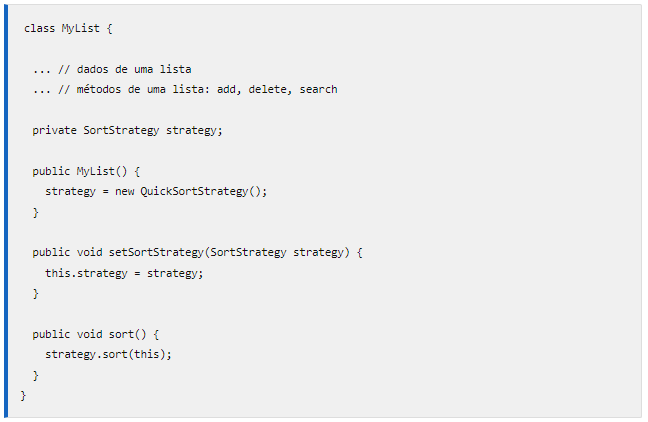 class MyList {
... // dados de uma lista
... // métodos de uma lista: add, delete, search
private SortStrategy strategy;
public MyList() {
strategy = new QuickSortStrategy();
}
public void setSortStrategy(SortStrategy strategy) {
this.strategy = strategy;
}
public void sort() {
strategy.sort(this);
}
}